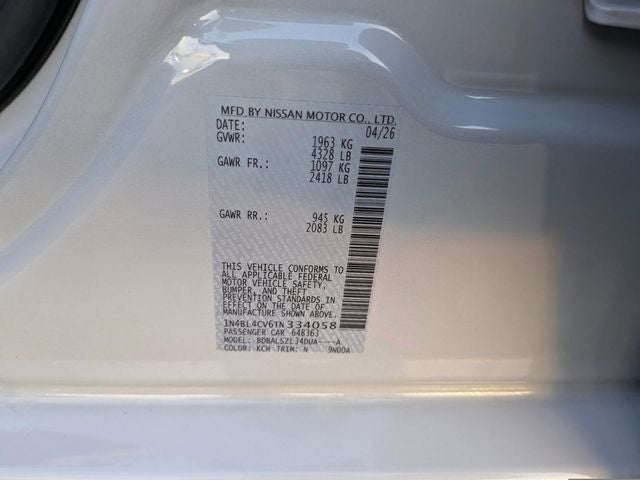 MFD.BY NISSAN MOTOR CO., LTD.
DATE: 04/26
GVWR: 1963 KG
4328 LB
GAWR FR.: 1097 KG
2418 LB
GAWR RR.: 945 KG
2083 LB
THIS VEHICLE CONFORMS TO
ALL APPLICABLE FEDERAL
MOTOR VEHICLE SAFETY,
BUMPER, AND THEFT
PREVENTION STANDARDS IN
EFFECT ON THE DATE OF
MANUFACTURE SHOWN ABOVE.
1N4BL4CV6TN334058
PASSENGER CAR 648363
MODEL: BDBALSZL34DUA----A
COLOR: KCH TRIM: N 9N00A